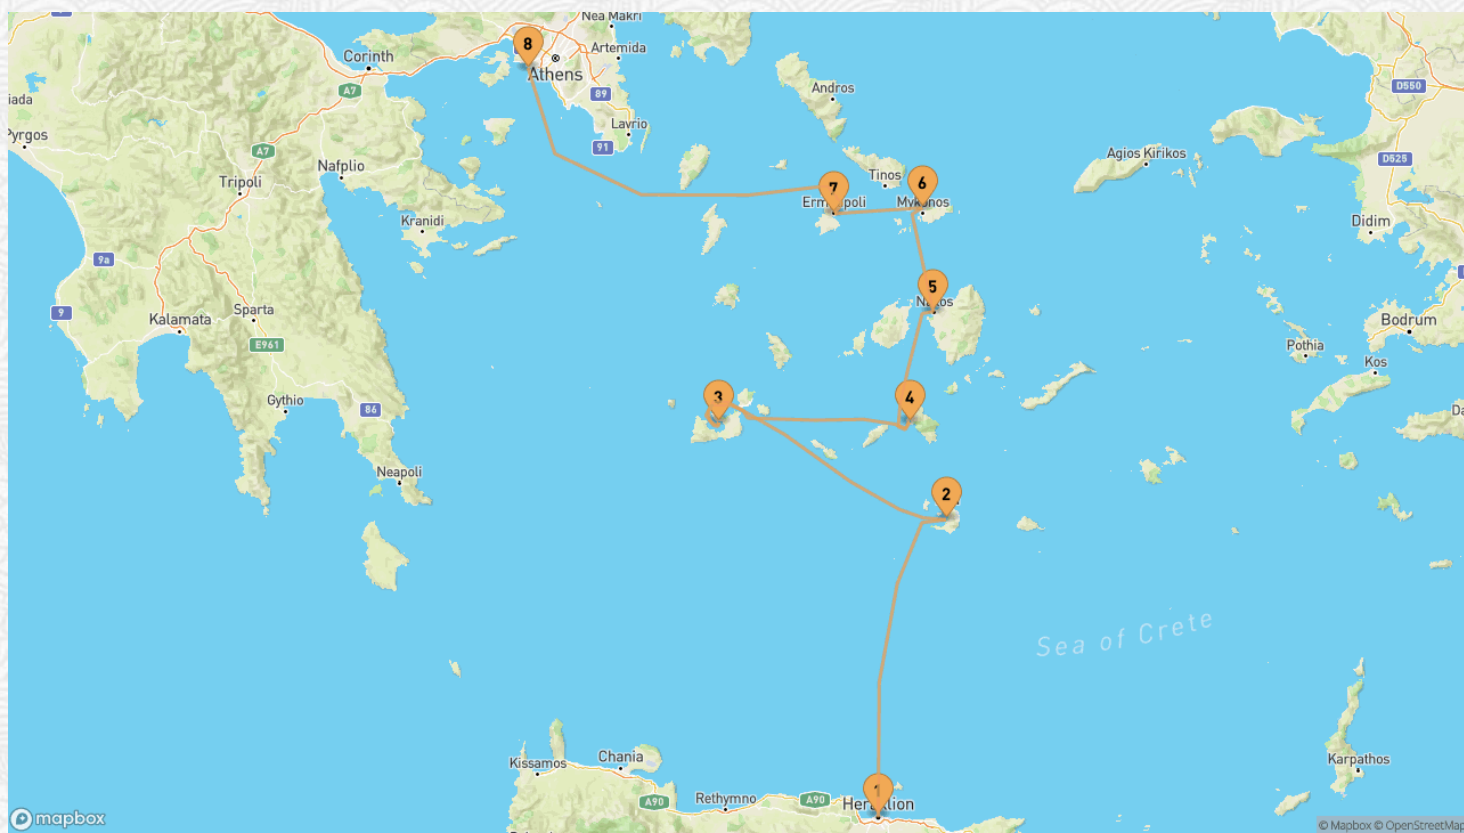 Nea Makri
8
Corinth
Artemida
Athens
A7
89
Andros
D550
Lavrio
Pyrgos
91
A7
Agios Kirikos
D525
Nafplio
Tinos
Tripoli
7
6
Mykonos
Kranidi
Didim
9a
5
9
Sparta
Kalamata
Bodrum
E961
Pothia
Kos
3
4
Gythio
86
Neapoli
2
Sea of Crete
Chania
Karpathos
Kissamos
1
Rethymno
A90
A90
Heraklion
mapbox
© Mapbox © OpenStreetMap